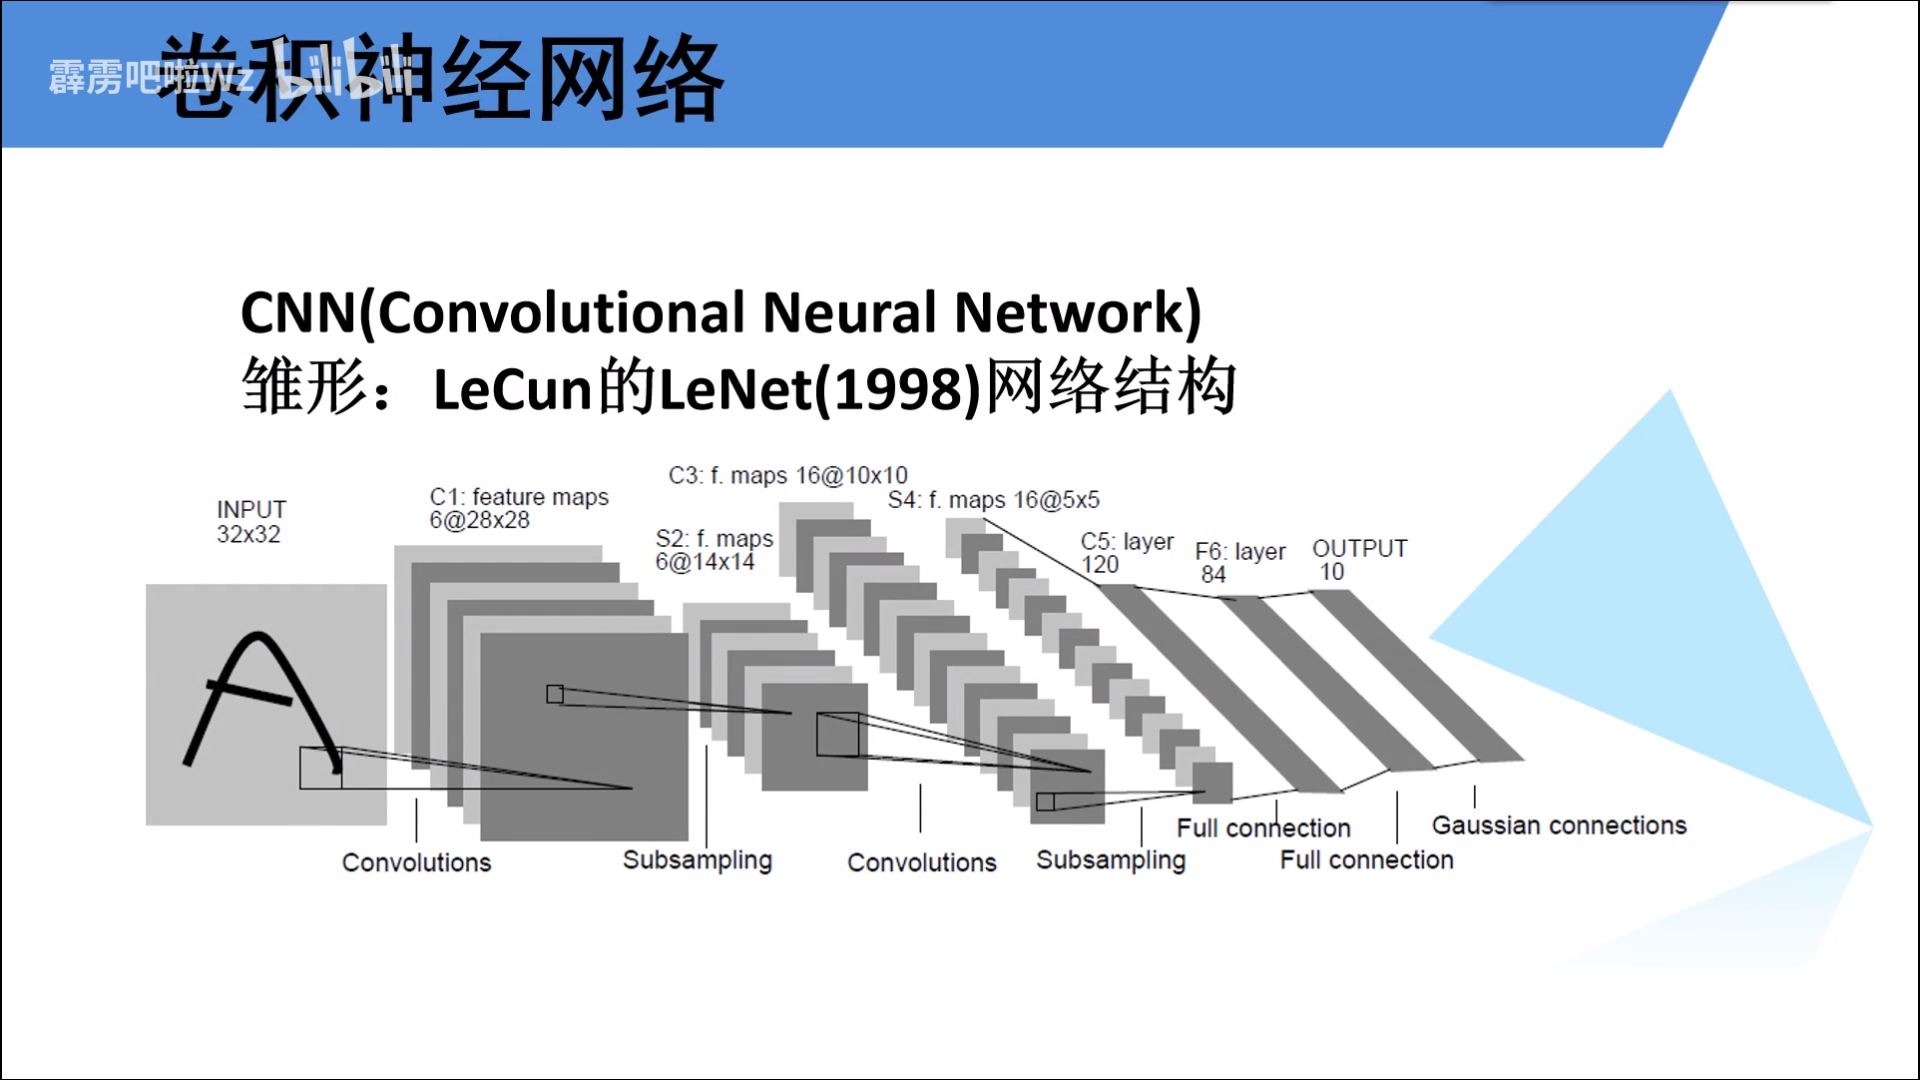 卷积神经网络
霹雳吧啦Wz bilibili
CNN(Convolutional Neural Network)
雏形：LeCun的LeNet(1998)网络结构
INPUT
32x32
C1: feature maps
6@28x28
S2: f. maps
6@14x14
C3: f. maps 16@10x10
S4: f. maps 16@5x5
C5: layer
120
F6: layer
84
OUTPUT
10
Convolutions
Subsampling
Convolutions
Subsampling
Full connection
Full connection
Gaussian connections